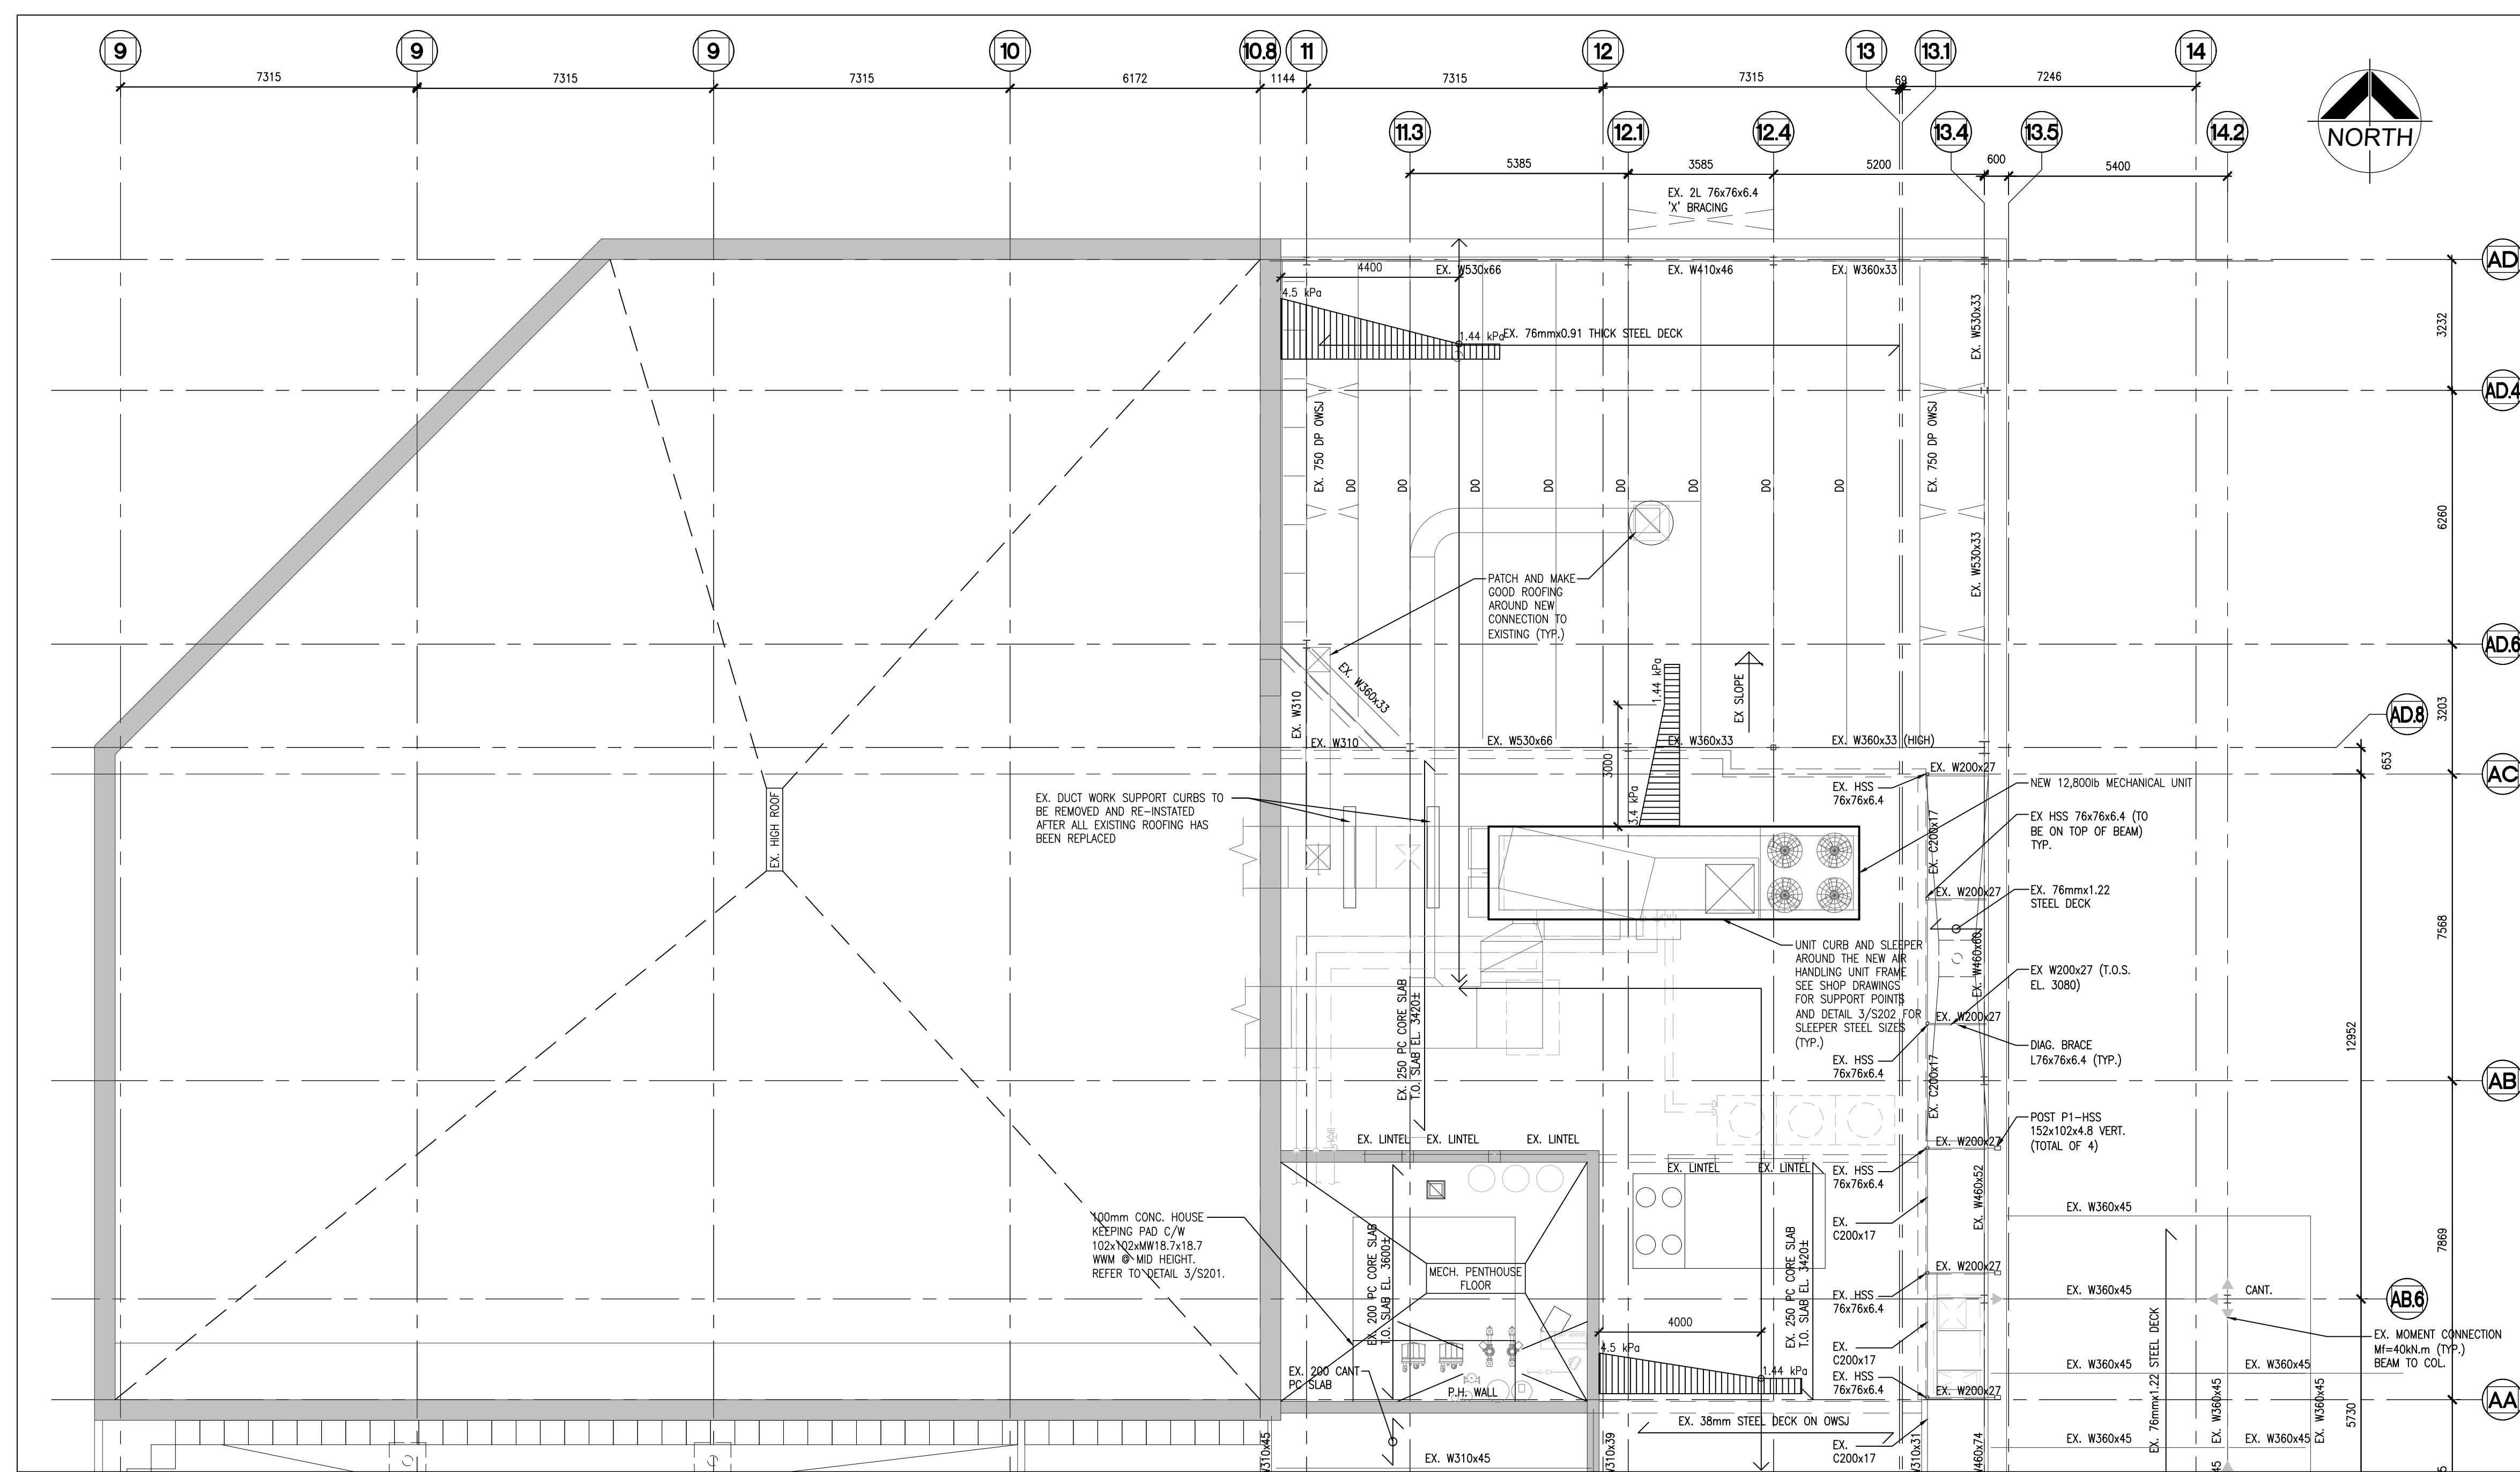 9
9
9
10
10.8
11
12
13
13.1
14
7315
7315
7315
6172
1144
7315
7315
69
7246
NORTH
11.3
12.1
12.4
13.4
13.5
14.2
5385
3585
5200
600
5400
EX. 2L 76x76x6.4
'X' BRACING
AD
4400
EX. W530x66
EX. W410x46
EX. W360x33
4.5 kPa
1.44 kPa
EX. 76mmx0.91 THICK STEEL DECK
EX. W530x33
3232
AD.4
EX. 750 DP OWSJ
DO
DO
DO
DO
DO
DO
DO
DO
EX. 750 DP OWSJ
EX. W530x33
6260
PATCH AND MAKE
GOOD ROOFING
AROUND NEW
CONNECTION TO
EXISTING (TYP.)
AD.6
EX. W360x33
EX. W310
1.44 kPa
EX SLOPE
3203
AD.8
EX. W310
EX. W530x66
EX. W360x33
EX. W360x33 (HIGH)
653
AC
3000
3.4 kPa
EX. W200x27
EX. HSS
76x76x6.4
NEW 12,800lb MECHANICAL UNIT
EX. HIGH ROOF
EX. DUCT WORK SUPPORT CURBS TO
BE REMOVED AND RE-INSTATED
AFTER ALL EXISTING ROOFING HAS
BEEN REPLACED
EX. C200x17
EX HSS 76x76x6.4 (TO
BE ON TOP OF BEAM)
TYP.
EX. W200x27
EX. 76mmx1.22
STEEL DECK
7568
UNIT CURB AND SLEEPER
AROUND THE NEW AIR
HANDLING UNIT FRAME
SEE SHOP DRAWINGS
FOR SUPPORT POINTS
AND DETAIL 3/S202 FOR
SLEEPER STEEL SIZES
(TYP.)
EX. W460x60
EX W200x27 (T.O.S.
EL. 3080)
EX. 250 PC CORE SLAB
T.O. SLAB EL. 3420±
EX. W200x27
12952
EX. HSS
76x76x6.4
DIAG. BRACE
L76x76x6.4 (TYP.)
AB
EX. C200x17
POST P1-HSS
152x102x4.8 VERT.
(TOTAL OF 4)
EX. LINTEL
EX. LINTEL
EX. LINTEL
EX. W200x27
EX. LINTEL
EX. LINTEL
EX. HSS
76x76x6.4
EX. W460x52
EX. W360x45
100mm CONC. HOUSE
KEEPING PAD C/W
102x102xMW18.7x18.7
WWM @ MID HEIGHT.
REFER TO DETAIL 3/S201.
EX. C200x17
7869
EX. 200 PC CORE SLAB
T.O. SLAB EL. 3600±
MECH. PENTHOUSE
FLOOR
EX. 250 PC CORE SLAB
T.O. SLAB EL. 3420±
EX. W200x27
EX. HSS
76x76x6.4
EX. W360x45
CANT.
AB.6
4000
EX. MOMENT CONNECTION
Mf=40kN.m (TYP.)
BEAM TO COL.
4.5 kPa
1.44 kPa
EX.
C200x17
EX. 76mmx1.22 STEEL DECK
EX. W360x45
EX. W360x45
EX. 200 CANT
PC SLAB
P.H. WALL
EX. HSS
76x76x6.4
EX. W200x27
AA
EX. W360x45
EX. W360x45
5730
EX. 38mm STEEL DECK ON OWSJ
EX.
C200x17
EX. W360x45
EX. W360x45
EX. W310x45
W310x45
W310x39
W310x31
W460x74